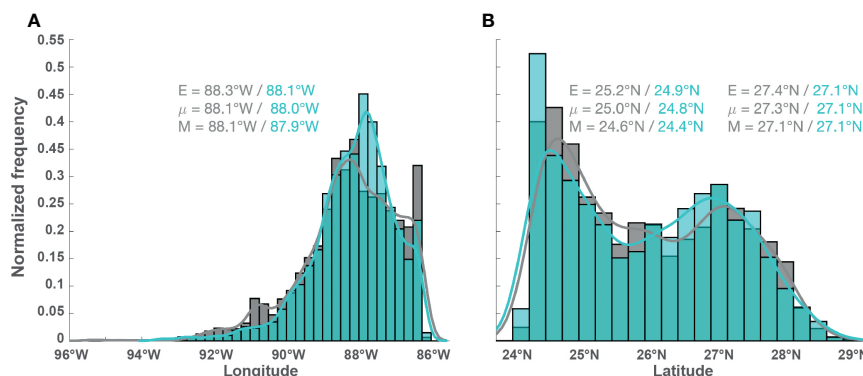 A
B
Normalized frequency
0.55
0.5
0.45
0.4
0.35
0.3
0.25
0.2
0.15
0.1
0.05
0
E = 88.3°W / 88.1°W
μ = 88.1°W / 88.0°W
M = 88.1°W / 87.9°W
E = 25.2°N / 24.9°N
μ = 25.0°N / 24.8°N
M = 24.6°N / 24.4°N
E = 27.4°N / 27.1°N
μ = 27.3°N / 27.1°N
M = 27.1°N / 27.1°N
96°W 94°W 92°W 90°W 88°W 86°W
Longitude
24°N 25°N 26°N 27°N 28°N 29°N
Latitude